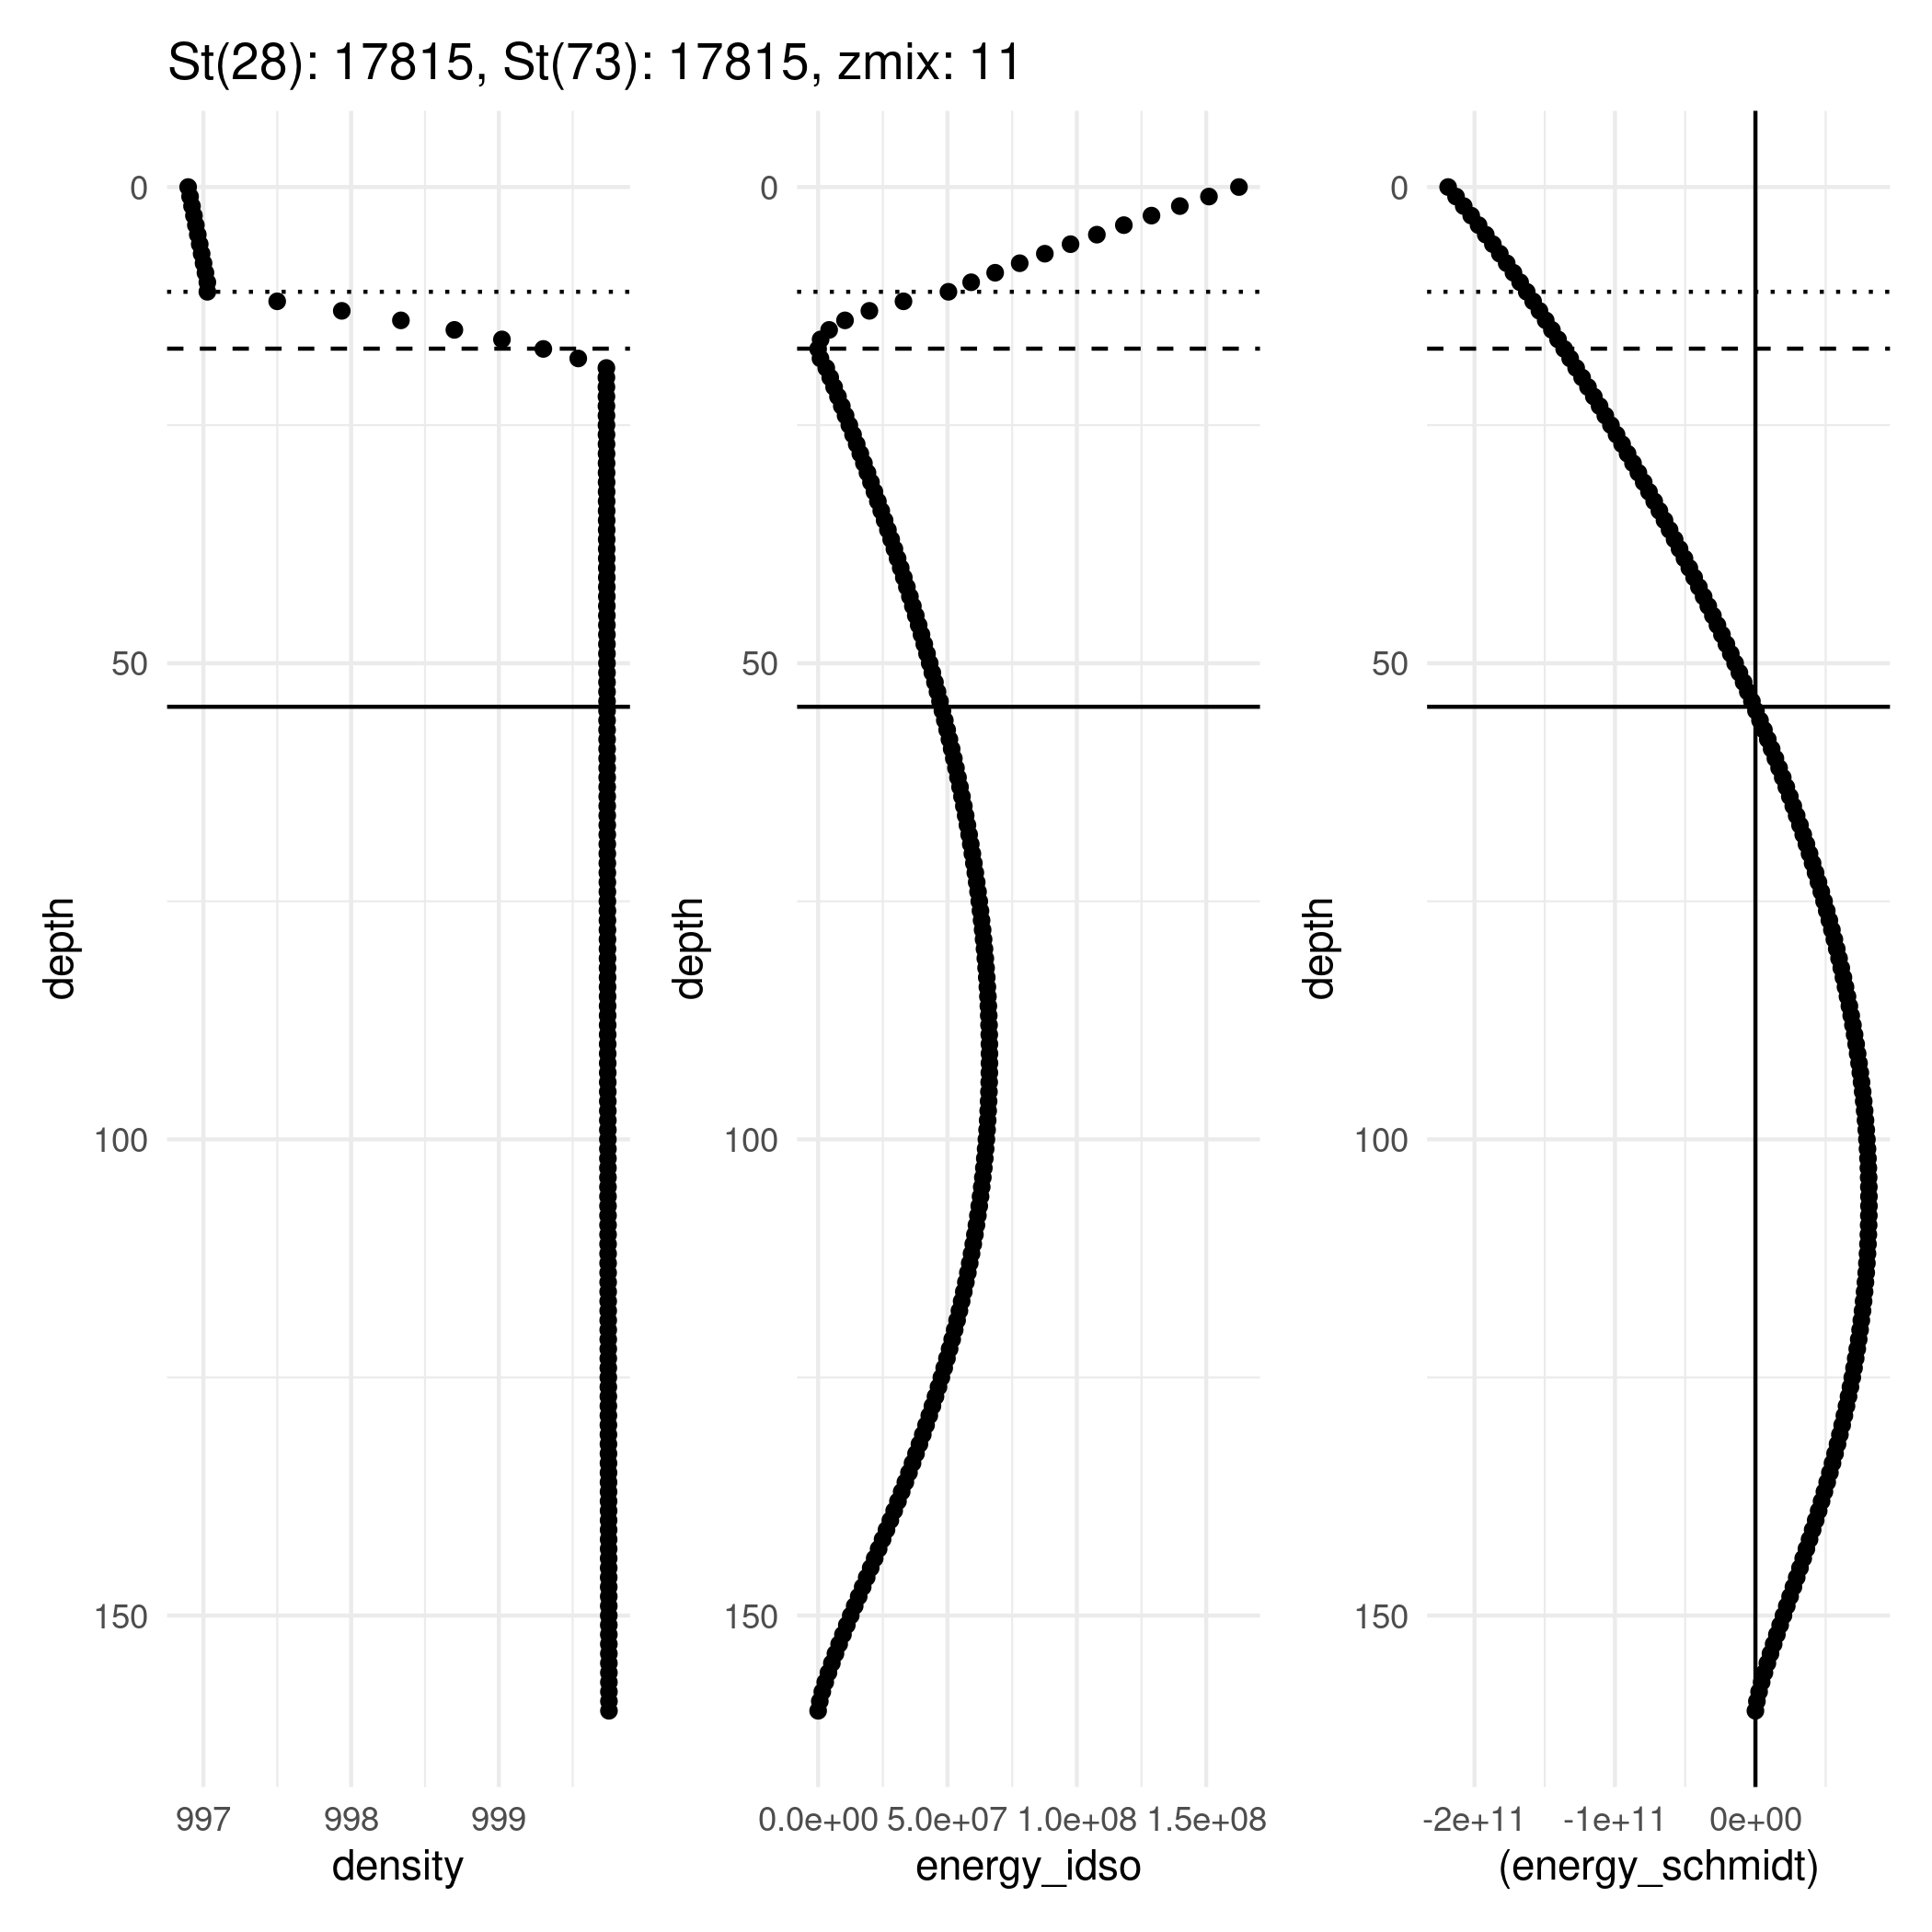 St(28): 17815, St(73): 17815, zmix: 11
0
50
100
150
depth
997 998 999
density
0
50
100
150
depth
0.0e+00 5.0e+07 1.0e+08 1.5e+08
energy_idso
0
50
100
150
depth
-2e+11 -1e+11 0e+00
(energy_schmidt)